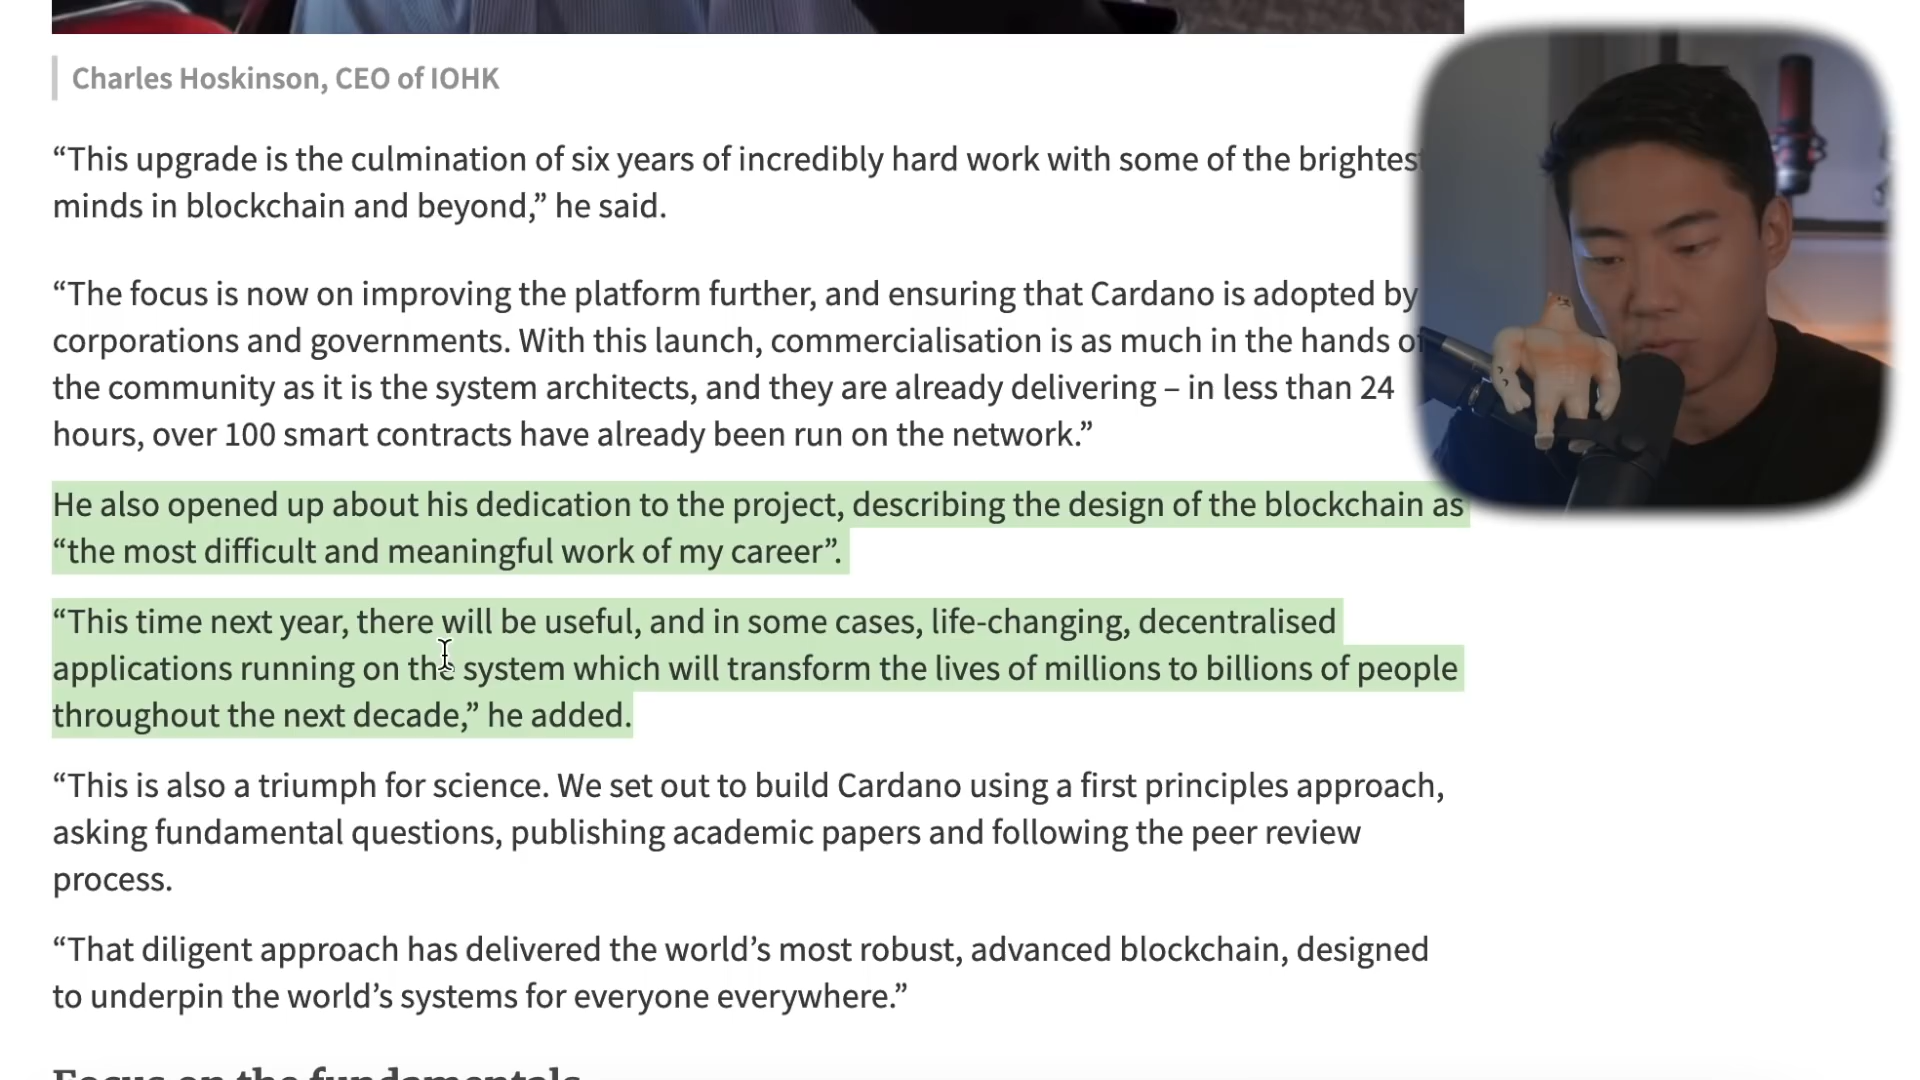 Charles Hoskinson, CEO of IOHK
“This upgrade is the culmination of six years of incredibly hard work with some of the brightest
minds in blockchain and beyond,” he said.
“The focus is now on improving the platform further, and ensuring that Cardano is adopted by
corporations and governments. With this launch, commercialisation is as much in the hands of
the community as it is the system architects, and they are already delivering – in less than 24
hours, over 100 smart contracts have already been run on the network.”
He also opened up about his dedication to the project, describing the design of the blockchain as
“the most difficult and meaningful work of my career”.
“This time next year, there will be useful, and in some cases, life-changing, decentralised
applications running on the system which will transform the lives of millions to billions of people
throughout the next decade,” he added.
“This is also a triumph for science. We set out to build Cardano using a first principles approach,
asking fundamental questions, publishing academic papers and following the peer review
process.
“That diligent approach has delivered the world’s most robust, advanced blockchain, designed
to underpin the world’s systems for everyone everywhere.”
Focus on the fundamentals